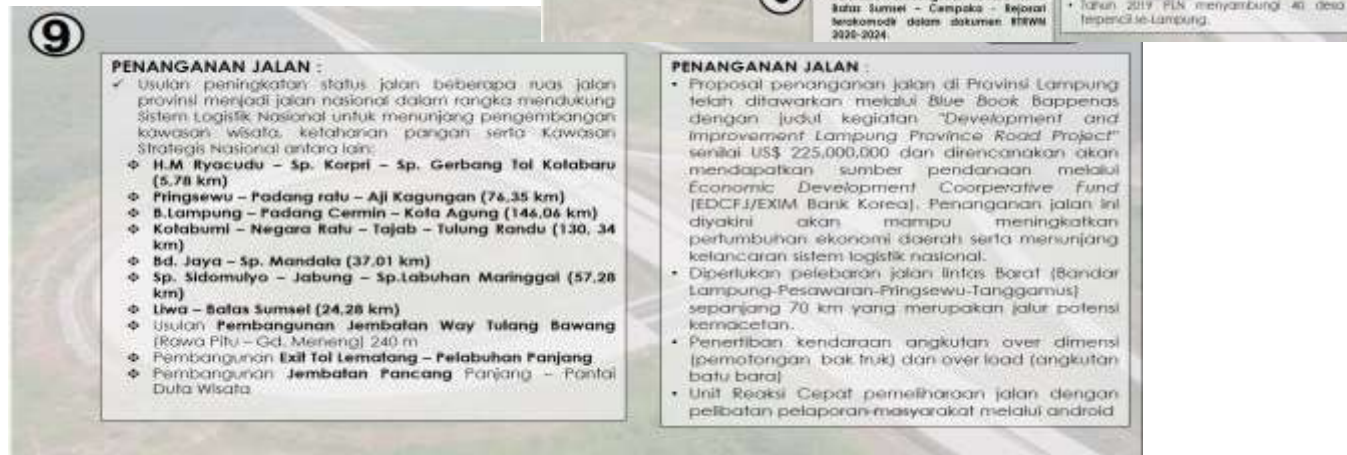 Batas Sumsel – Cempaka – Rejosari
terakomodir dalam dokumen RTRWN
2020-2024.
• Tahun 2019 PLN menyambung 40 desa
terpencil se-Lampung.
9
PENANGANAN JALAN :
✓ Usulan peningkatan status jalan beberapa ruas jalan
provinsi menjadi jalan nasional dalam rangka mendukung
Sistem Logistik Nasional untuk menunjang pengembangan
kawasan wisata, ketahanan pangan serta Kawasan
Strategis Nasional antara lain:
❖ H.M Ryacudu – Sp. Korpri – Sp. Gerbang Tol Kotabaru
(5,78 km)
❖ Pringsewu – Padang ratu – Aji Kagungan (76,35 km)
❖ B.Lampung – Padang Cermin – Kota Agung (146,06 km)
❖ Kotabumi – Negara Ratu – Tajab – Tulung Randu (130, 34
km)
❖ Bd. Jaya – Sp. Mandala (37,01 km)
❖ Sp. Sidomulyo – Jabung – Sp.Labuhan Maringgai (57,28
km)
❖ Liwa – Batas Sumsel (24,28 km)
❖ Usulan Pembangunan Jembatan Way Tulang Bawang
(Rawa Pitu – Gd. Meneng) 240 m
❖ Pembangunan Exit Tol Lematang – Pelabuhan Panjang
❖ Pembangunan Jembatan Pancang Panjang – Pantai
Duta Wisata
PENANGANAN JALAN :
• Proposal penanganan jalan di Provinsi Lampung
telah ditawarkan melalui Blue Book Bappenas
dengan judul kegiatan "Development and
Improvement Lampung Province Road Project"
senilai US$ 225,000,000 dan direncanakan akan
mendapatkan sumber pendanaan melalui
Economic Development Coorperative Fund
(EDCF)/EXIM Bank Korea). Penanganan jalan ini
diyakini akan mampu meningkatkan
pertumbuhan ekonomi daerah serta menunjang
kelancaran sistem logistik nasional.
• Diperlukan pelebaran jalan lintas Barat (Bandar
Lampung-Pesawaran-Pringsewu-Tanggamus)
sepanjang 70 km yang merupakan jalur potensi
kemacetan.
• Penertiban kendaraan angkutan over dimensi
(pemotongan bak truk) dan over load (angkutan
batu bara)
• Unit Reaksi Cepat pemeliharaan jalan dengan
pelibatan pelaporan-masyarakat melalui android